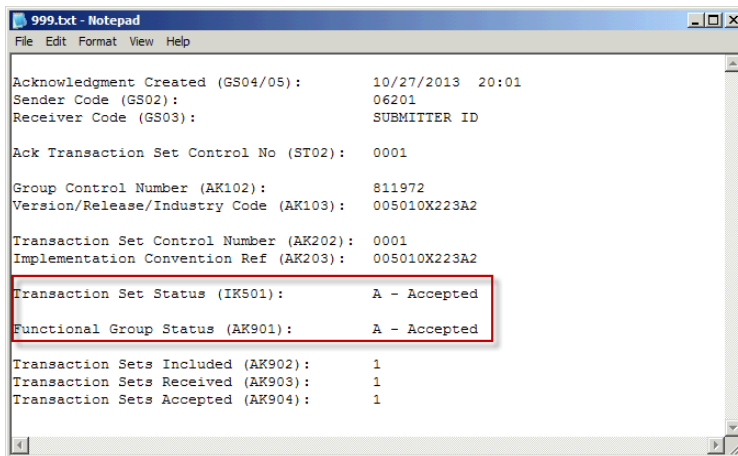 999.txt - Notepad
File Edit Format View Help
Acknowledgment Created (GS04/05): 10/27/2013 20:01
Sender Code (GS02): 06201
Receiver Code (GS03): SUBMITTER ID
Ack Transaction Set Control No (ST02): 0001
Group Control Number (AK102): 811972
Version/Release/Industry Code (AK103): 005010X223A2
Transaction Set Control Number (AK202): 0001
Implementation Convention Ref (AK203): 005010X223A2
Transaction Set Status (IK501): A - Accepted
Functional Group Status (AK901): A - Accepted
Transaction Sets Included (AK902): 1
Transaction Sets Received (AK903): 1
Transaction Sets Accepted (AK904): 1